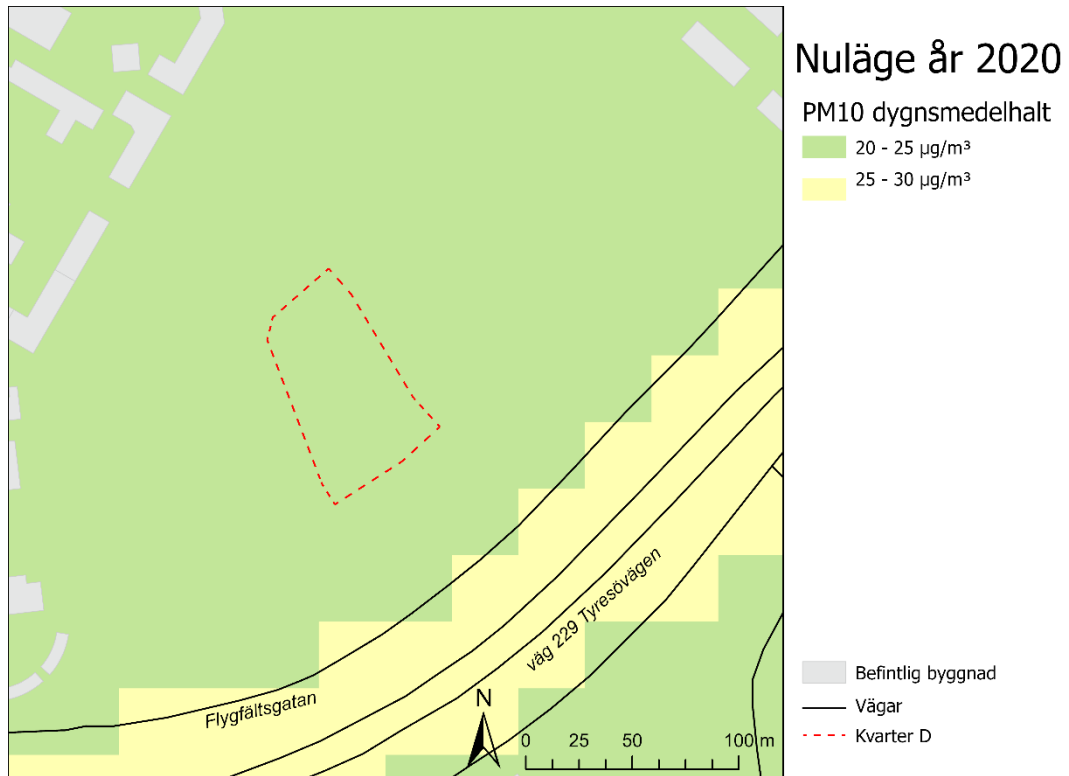 Nuläge år 2020
PM10 dygnsmedelhalt
20 - 25 µg/m³
25 - 30 µg/m³
väg 229 Tyresövägen
Flygfältsgatan
N
0 25 50 100 m
Befintlig byggnad
Vägar
Kvarter D